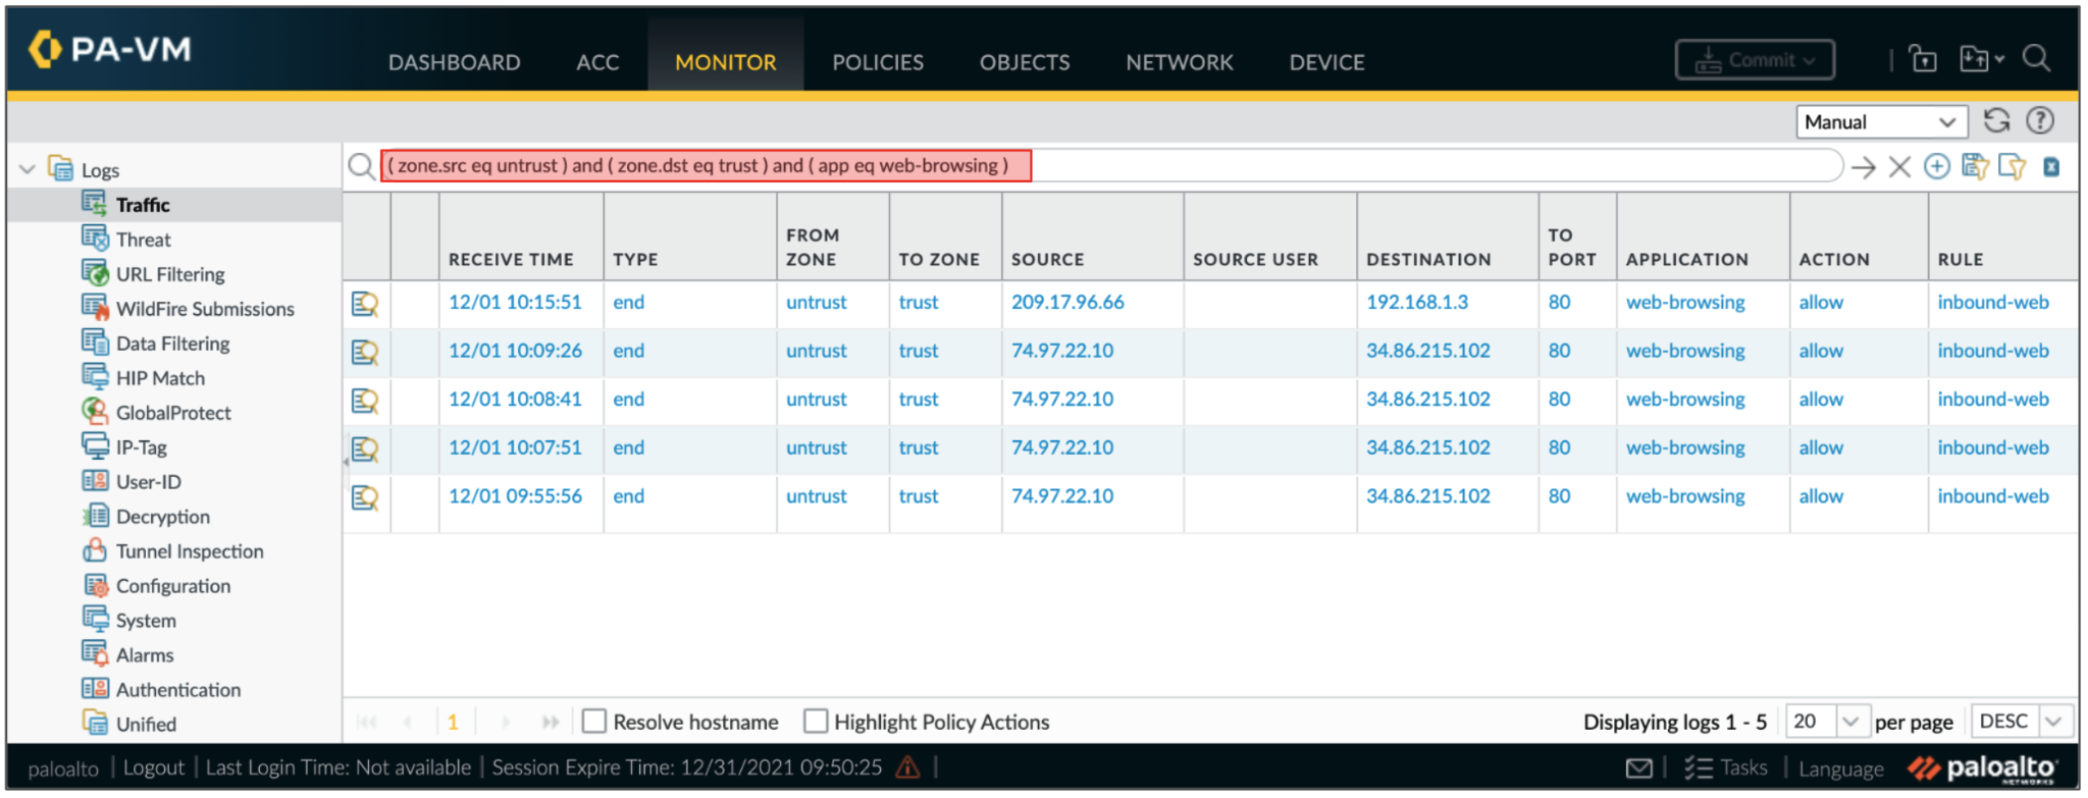 PA-VM
DASHBOARD ACC MONITOR POLICIES OBJECTS NETWORK DEVICE Commit
Manual
Logs
Traffic
Threat
URL Filtering
WildFire Submissions
Data Filtering
HIP Match
GlobalProtect
IP-Tag
User-ID
Decryption
Tunnel Inspection
Configuration
System
Alarms
Authentication
Unified
( zone.src eq untrust ) and ( zone.dst eq trust ) and ( app eq web-browsing )
RECEIVE TIME TYPE FROM ZONE TO ZONE SOURCE SOURCE USER DESTINATION TO PORT APPLICATION ACTION RULE
12/01 10:15:51 end untrust trust 209.17.96.66 192.168.1.3 80 web-browsing allow inbound-web
12/01 10:09:26 end untrust trust 74.97.22.10 34.86.215.102 80 web-browsing allow inbound-web
12/01 10:08:41 end untrust trust 74.97.22.10 34.86.215.102 80 web-browsing allow inbound-web
12/01 10:07:51 end untrust trust 74.97.22.10 34.86.215.102 80 web-browsing allow inbound-web
12/01 09:55:56 end untrust trust 74.97.22.10 34.86.215.102 80 web-browsing allow inbound-web
1 Resolve hostname Highlight Policy Actions Displaying logs 1 - 5 20 per page DESC
paloalto | Logout | Last Login Time: Not available | Session Expire Time: 12/31/2021 09:50:25 | | Tasks | Language paloalto
NETWORKS